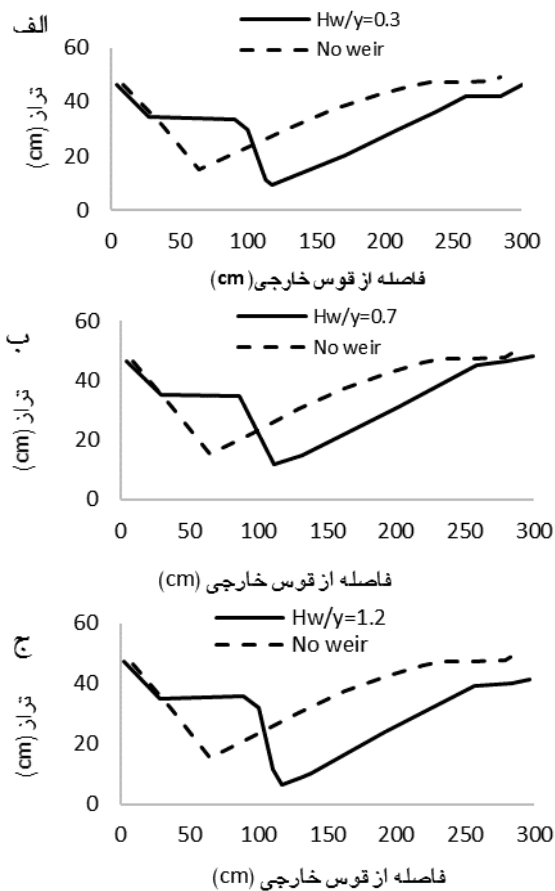 الف
Hw/y=0.3
No weir
60
40
20
0
تراز (cm)
0 50 100 150 200 250 300
فاصله از قوس خارجی( cm)
ب
Hw/y=0.7
No weir
60
40
20
0
تراز (cm)
0 50 100 150 200 250 300
فاصله از قوس خارجی (cm)
ج
Hw/y=1.2
No weir
60
40
20
0
تراز (cm)
0 50 100 150 200 250 300
فاصله از قوس خارجی (cm)